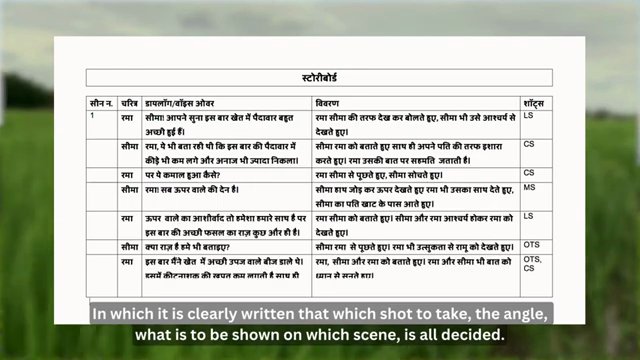 स्टोरीबोर्ड
सीन न. चरित्र डायलॉग/वॉइस ओवर विवरण शॉट्स
1 रमा सीमा! आपने सुना इस बार खेत में पैदावार बहुत रमा सीमा की तरफ देख कर बोलते हुए, सीमा भी उसे आश्चर्य से LS
अच्छी हुई हैं। देखते हुए।
सीमा रमा, ये भी बता रही थी कि इस बार की पैदावार में सीमा रमा को बताते हुए साथ ही अपने पति की तरफ इशारा CS
कीड़े भी कम लगे और अनाज भी ज्यादा निकला। करते हुए। रमा उसकी बात पर सहमति जताती है।
रमा पर ये कमाल हुआ कैसे? रमा सीमा से पूछते हुए, सीमा सोचते हुए। CS
सीमा रमा! सब ऊपर वाले की देन है। सीमा हाथ जोड़ कर ऊपर देखते हुए रमा भी उसका साथ देते हुए, MS
सीमा का पति खाट के पास आते हुए।
रमा ऊपर वाले का आशीर्वाद तो हमेशा हमारे साथ है पर सीमा रमा को बताते हुए। सीमा और रमा आश्चर्य होकर रमा को LS
इस बार की अच्छी फसल का राज़ कुछ और ही है। देखते हुए।
सीमा क्या राज़ है हमे भी बताइए? सीमा रमा से पूछते हुए। रमा भी उत्सुकता से रामू को देखते हुए। OTS
रमा इस बार मैंने खेत में अच्छी उपज वाले बीज डाले थे। रमा, सीमा और रमा को बताते हुए। रमा और सीमा भी बात को OTS,
इसमें कीटनाशक की खपत कम लगती है साथ ही ध्यान से सुनते हुए। CS
In which it is clearly written that which shot to take, the angle,
what is to be shown on which scene, is all decided.